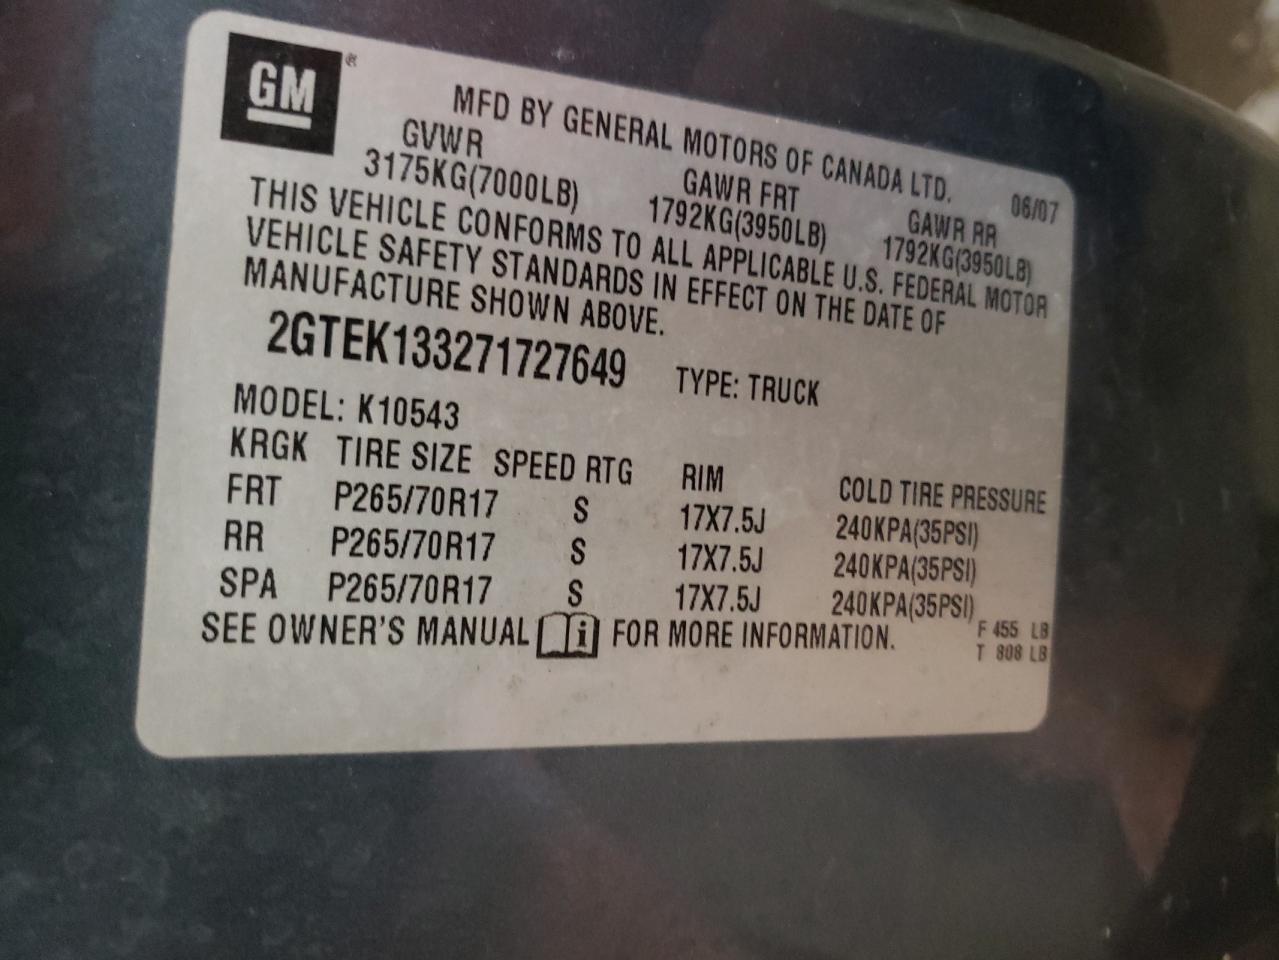 GM®
MFD BY GENERAL MOTORS OF CANADA LTD.
06/07
GVWR GAWR FRT GAWR RR
3175KG(7000LB) 1792KG(3950LB) 1792KG(3950LB)
THIS VEHICLE CONFORMS TO ALL APPLICABLE U.S. FEDERAL MOTOR
VEHICLE SAFETY STANDARDS IN EFFECT ON THE DATE OF
MANUFACTURE SHOWN ABOVE.
2GTEK133271727649 TYPE: TRUCK
MODEL: K10543
KRGK TIRE SIZE SPEED RTG RIM COLD TIRE PRESSURE
FRT P265/70R17 S 17X7.5J 240KPA(35PSI)
RR P265/70R17 S 17X7.5J 240KPA(35PSI)
SPA P265/70R17 S 17X7.5J 240KPA(35PSI)
SEE OWNER'S MANUAL i FOR MORE INFORMATION.
F 455 LB
T 808 LB